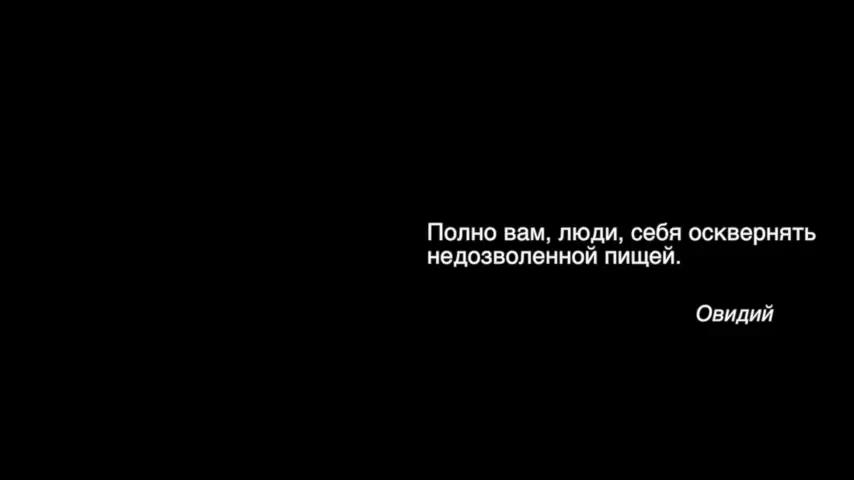 Полно вам, люди, себя осквернять
недозволенной пищей.
Овидий